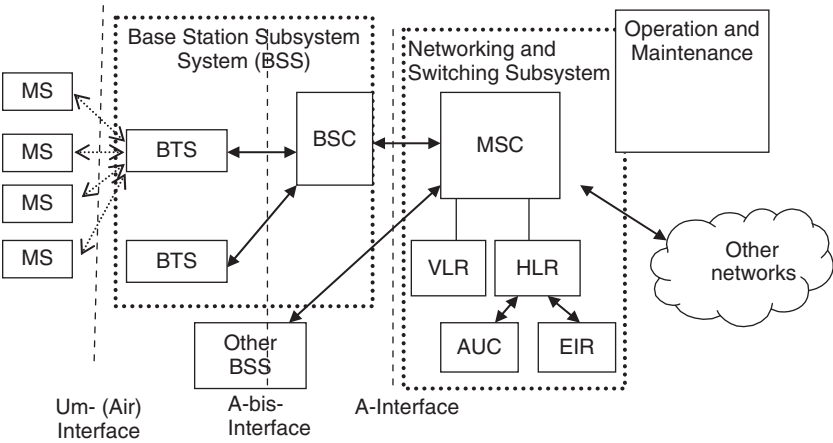 Base Station Subsystem
System (BSS)
Networking and
Switching Subsystem
Operation and
Maintenance
MS
MS
MS
MS
BTS
BTS
BSC
MSC
VLR
HLR
AUC
EIR
Other
networks
Other
BSS
Um- (Air)
Interface
A-bis-
Interface
A-Interface